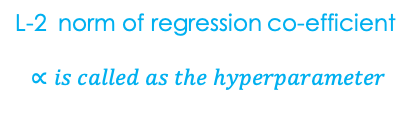 L-2 norm of regression co-efficient
∝ is called as the hyperparameter